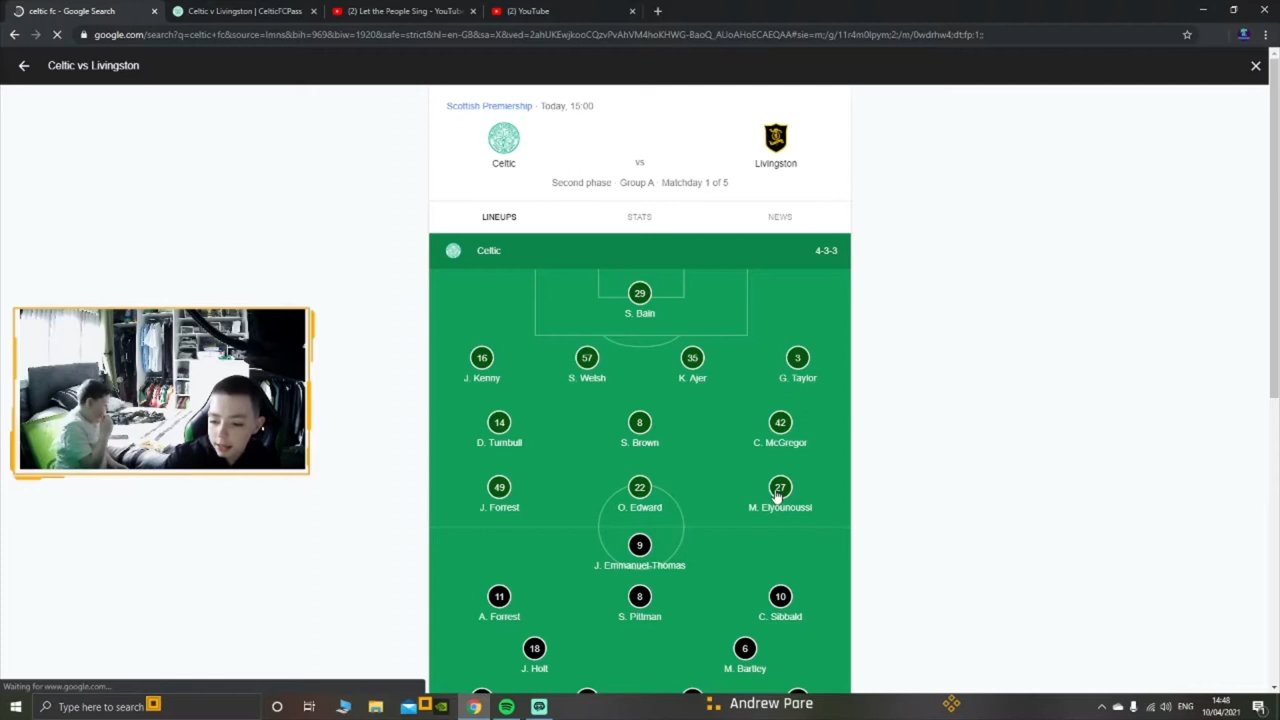 celtic fc - Google Search
Celtic v Livingston | CelticFCPass
(2) Let the People Sing - YouTub
(2) YouTube
Celtic vs Livingston
Scottish Premiership · Today, 15:00
Celtic
vs
Livingston
Second phase · Group A · Matchday 1 of 5
LINEUPS
STATS
NEWS
Celtic
4-3-3
29
S. Bain
16
57
35
3
J. Kenny
S. Welsh
K. Ajer
G. Taylor
14
8
42
D. Turnbull
S. Brown
C. McGregor
49
22
27
J. Forrest
O. Edward
M. Elyounoussi
9
J. Emmanuel-Thomas
11
8
10
A. Forrest
S. Pittman
C. Sibbald
18
6
J. Holt
M. Bartley
Waiting for www.google.com...
Type here to search
Andrew Pore
ENG
14:48
10/04/2021